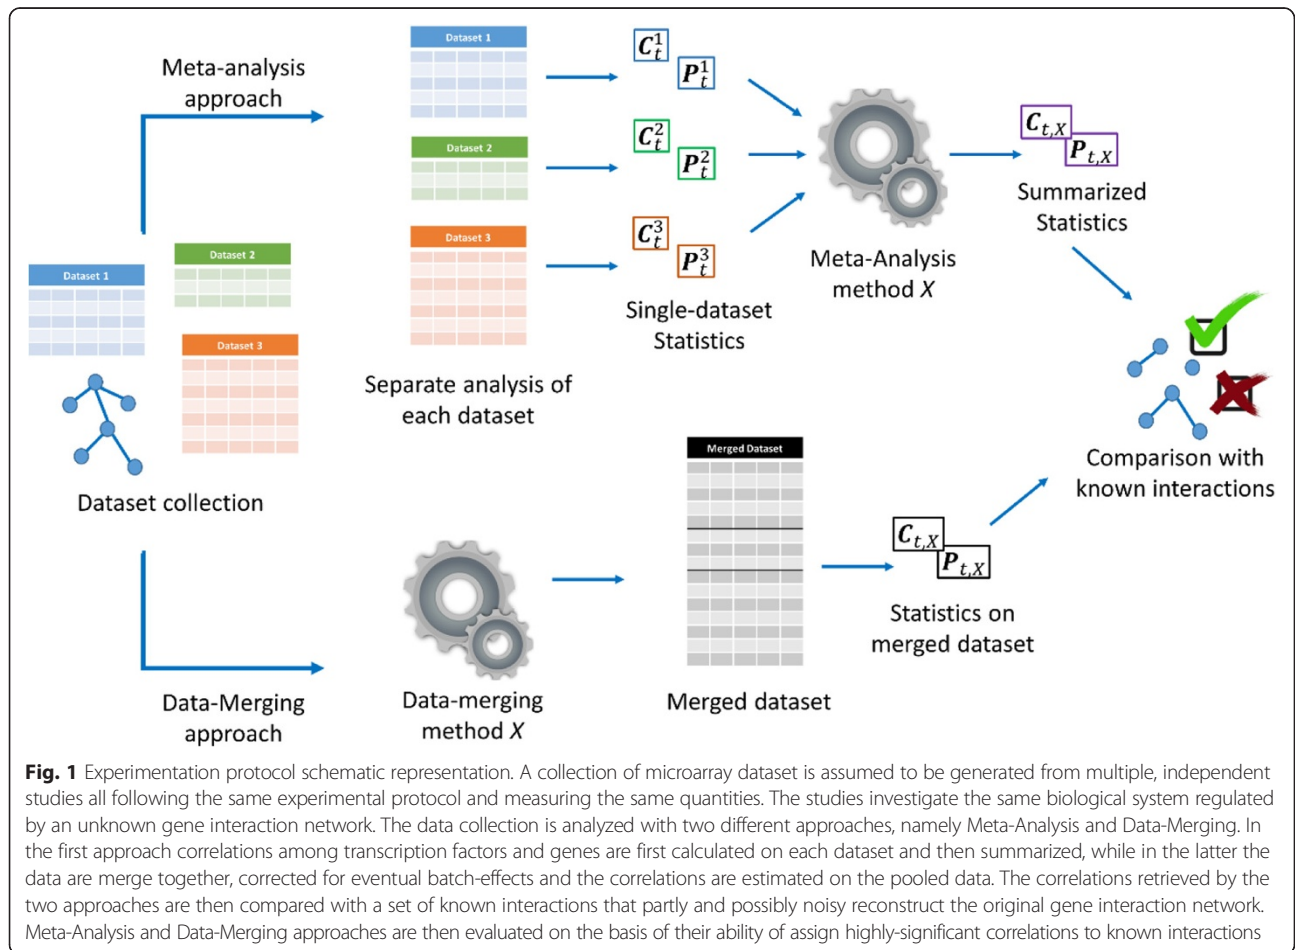 Meta-analysis
approach
Dataset 1
Dataset 2
Dataset 3
C_t^1
P_t^1
C_t^2
P_t^2
C_t^3
P_t^3
Single-dataset
Statistics
Separate analysis of
each dataset
Meta-Analysis
method X
C_{t,X}
P_{t,X}
Summarized
Statistics
Dataset 1
Dataset 2
Dataset 3
Dataset collection
Comparison with
known interactions
Data-Merging
approach
Data-merging
method X
Merged Dataset
Merged dataset
C_{t,X}
P_{t,X}
Statistics on
merged dataset
Fig. 1 Experimentation protocol schematic representation. A collection of microarray dataset is assumed to be generated from multiple, independent
studies all following the same experimental protocol and measuring the same quantities. The studies investigate the same biological system regulated
by an unknown gene interaction network. The data collection is analyzed with two different approaches, namely Meta-Analysis and Data-Merging. In
the first approach correlations among transcription factors and genes are first calculated on each dataset and then summarized, while in the latter the
data are merge together, corrected for eventual batch-effects and the correlations are estimated on the pooled data. The correlations retrieved by the
two approaches are then compared with a set of known interactions that partly and possibly noisy reconstruct the original gene interaction network.
Meta-Analysis and Data-Merging approaches are then evaluated on the basis of their ability of assign highly-significant correlations to known interactions